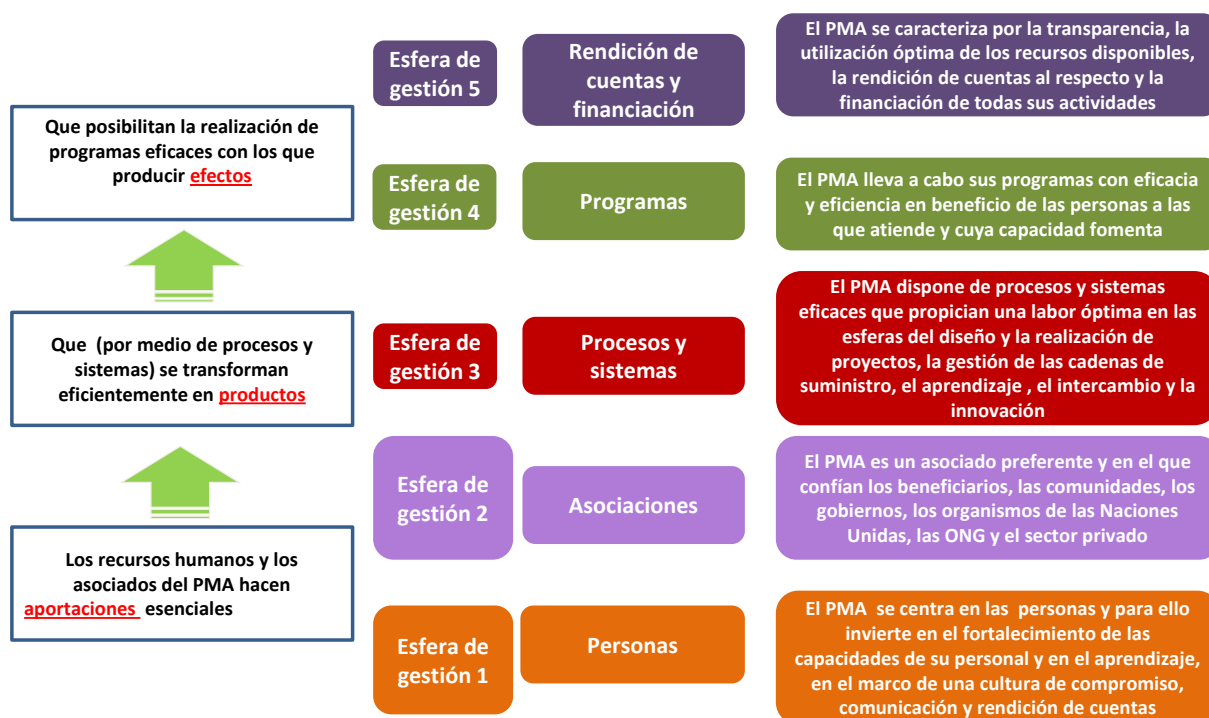 Que posibilitan la realización de
programas eficaces con los que
producir efectos
Que (por medio de procesos y
sistemas) se transforman
eficientemente en productos
Los recursos humanos y los
asociados del PMA hacen
aportaciones esenciales
Esfera de
gestión 5
Rendición de
cuentas y
financiación
El PMA se caracteriza por la transparencia, la
utilización óptima de los recursos disponibles,
la rendición de cuentas al respecto y la
financiación de todas sus actividades
Esfera de
gestión 4
Programas
El PMA lleva a cabo sus programas con eficacia
y eficiencia en beneficio de las personas a las
que atiende y cuya capacidad fomenta
Esfera de
gestión 3
Procesos y
sistemas
El PMA dispone de procesos y sistemas
eficaces que propician una labor óptima en las
esferas del diseño y la realización de
proyectos, la gestión de las cadenas de
suministro, el aprendizaje , el intercambio y la
innovación
Esfera de
gestión 2
Asociaciones
El PMA es un asociado preferente y en el que
confían los beneficiarios, las comunidades, los
gobiernos, los organismos de las Naciones
Unidas, las ONG y el sector privado
Esfera de
gestión 1
Personas
El PMA se centra en las personas y para ello
invierte en el fortalecimiento de las
capacidades de su personal y en el aprendizaje,
en el marco de una cultura de compromiso,
comunicación y rendición de cuentas